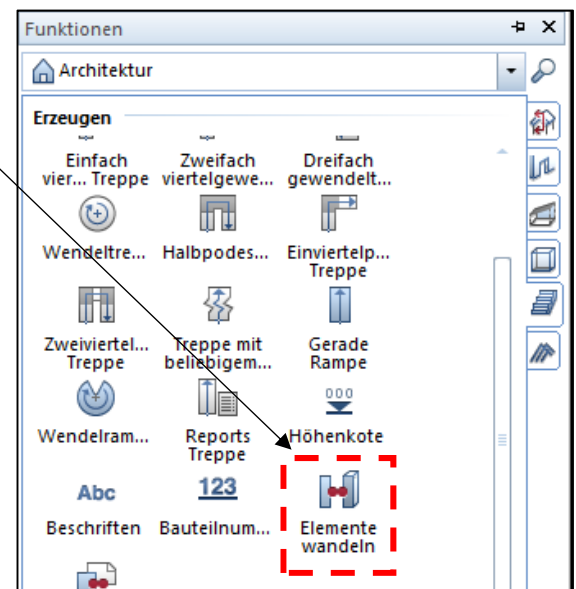 Funktionen
Architektur
Erzeugen
Einfach Zweifach Dreifach
vier... Treppe viertelgewe... gewendelt...
Wendeltre... Halbpodes... Einviertelp...
Treppe
Zweiviertel... Treppe mit Gerade
Treppe beliebigem... Rampe
000
Wendelram... Reports Höhenkote
Treppe
Abc 123
Beschriften Bauteilnum... Elemente
wandeln